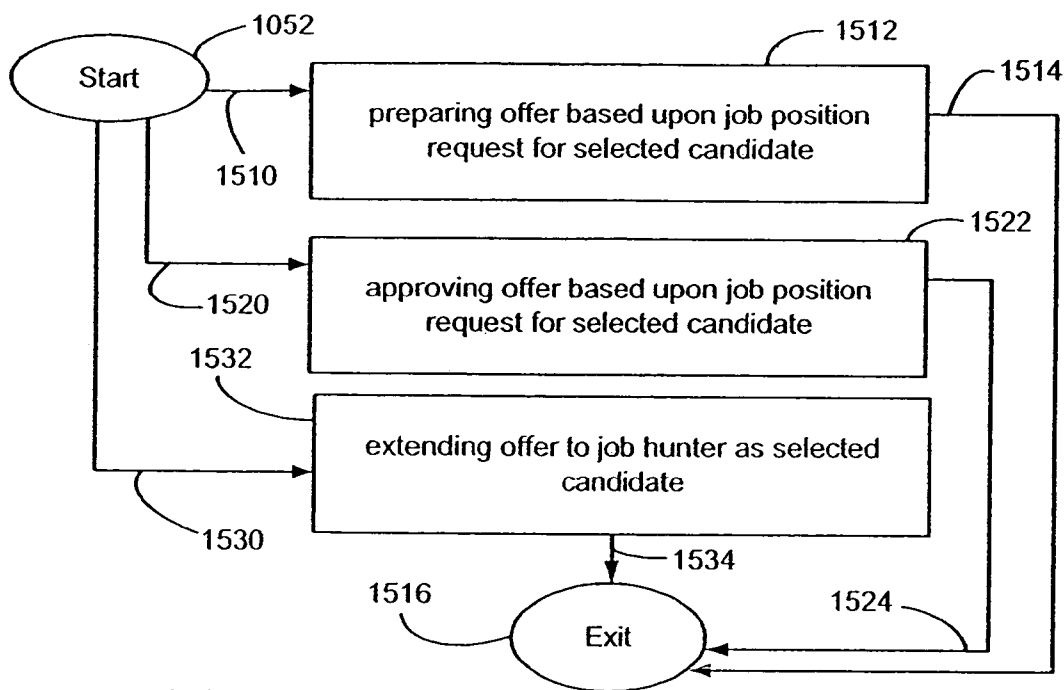 1052
Start
1512
1514
preparing offer based upon job position
request for selected candidate
1510
1522
approving offer based upon job position
request for selected candidate
1520
1532
extending offer to job hunter as selected
candidate
1530
1534
1516
Exit
1524